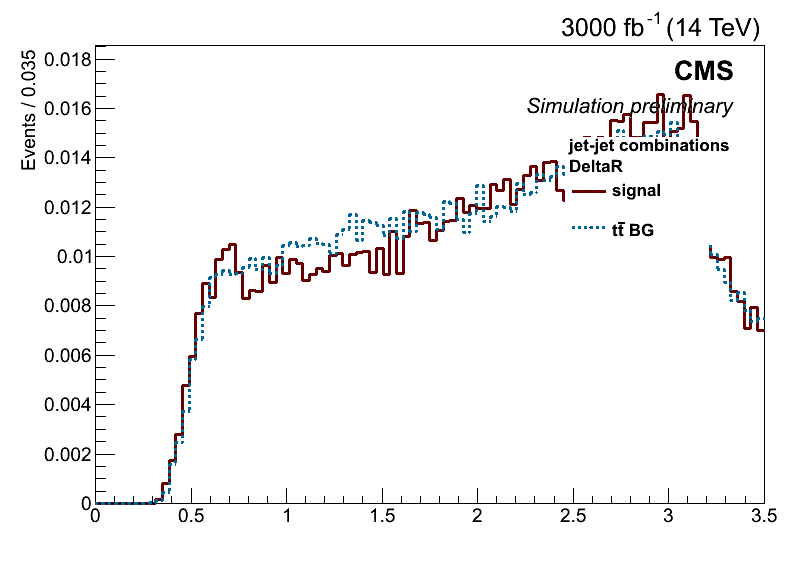 3000 fb⁻¹ (14 TeV)
CMS
Simulation preliminary
jet-jet combinations
DeltaR
signal
tt̄ BG
Events / 0.035
0.018
0.016
0.014
0.012
0.01
0.008
0.006
0.004
0.002
0
0 0.5 1 1.5 2 2.5 3 3.5